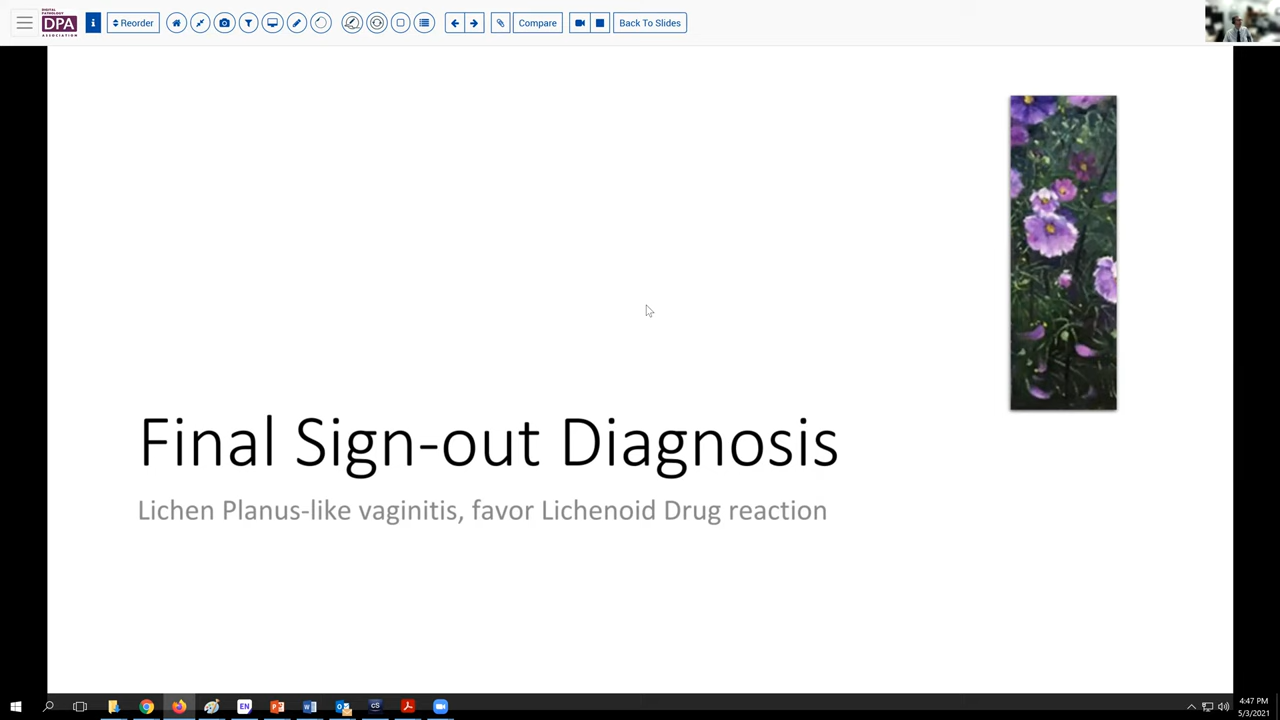 DIGITAL PATHOLOGY
DPA
ASSOCIATION
i
Reorder
Compare
Back To Slides
Final Sign-out Diagnosis
Lichen Planus-like vaginitis, favor Lichenoid Drug reaction
EN
cS
4:47 PM
5/3/2021